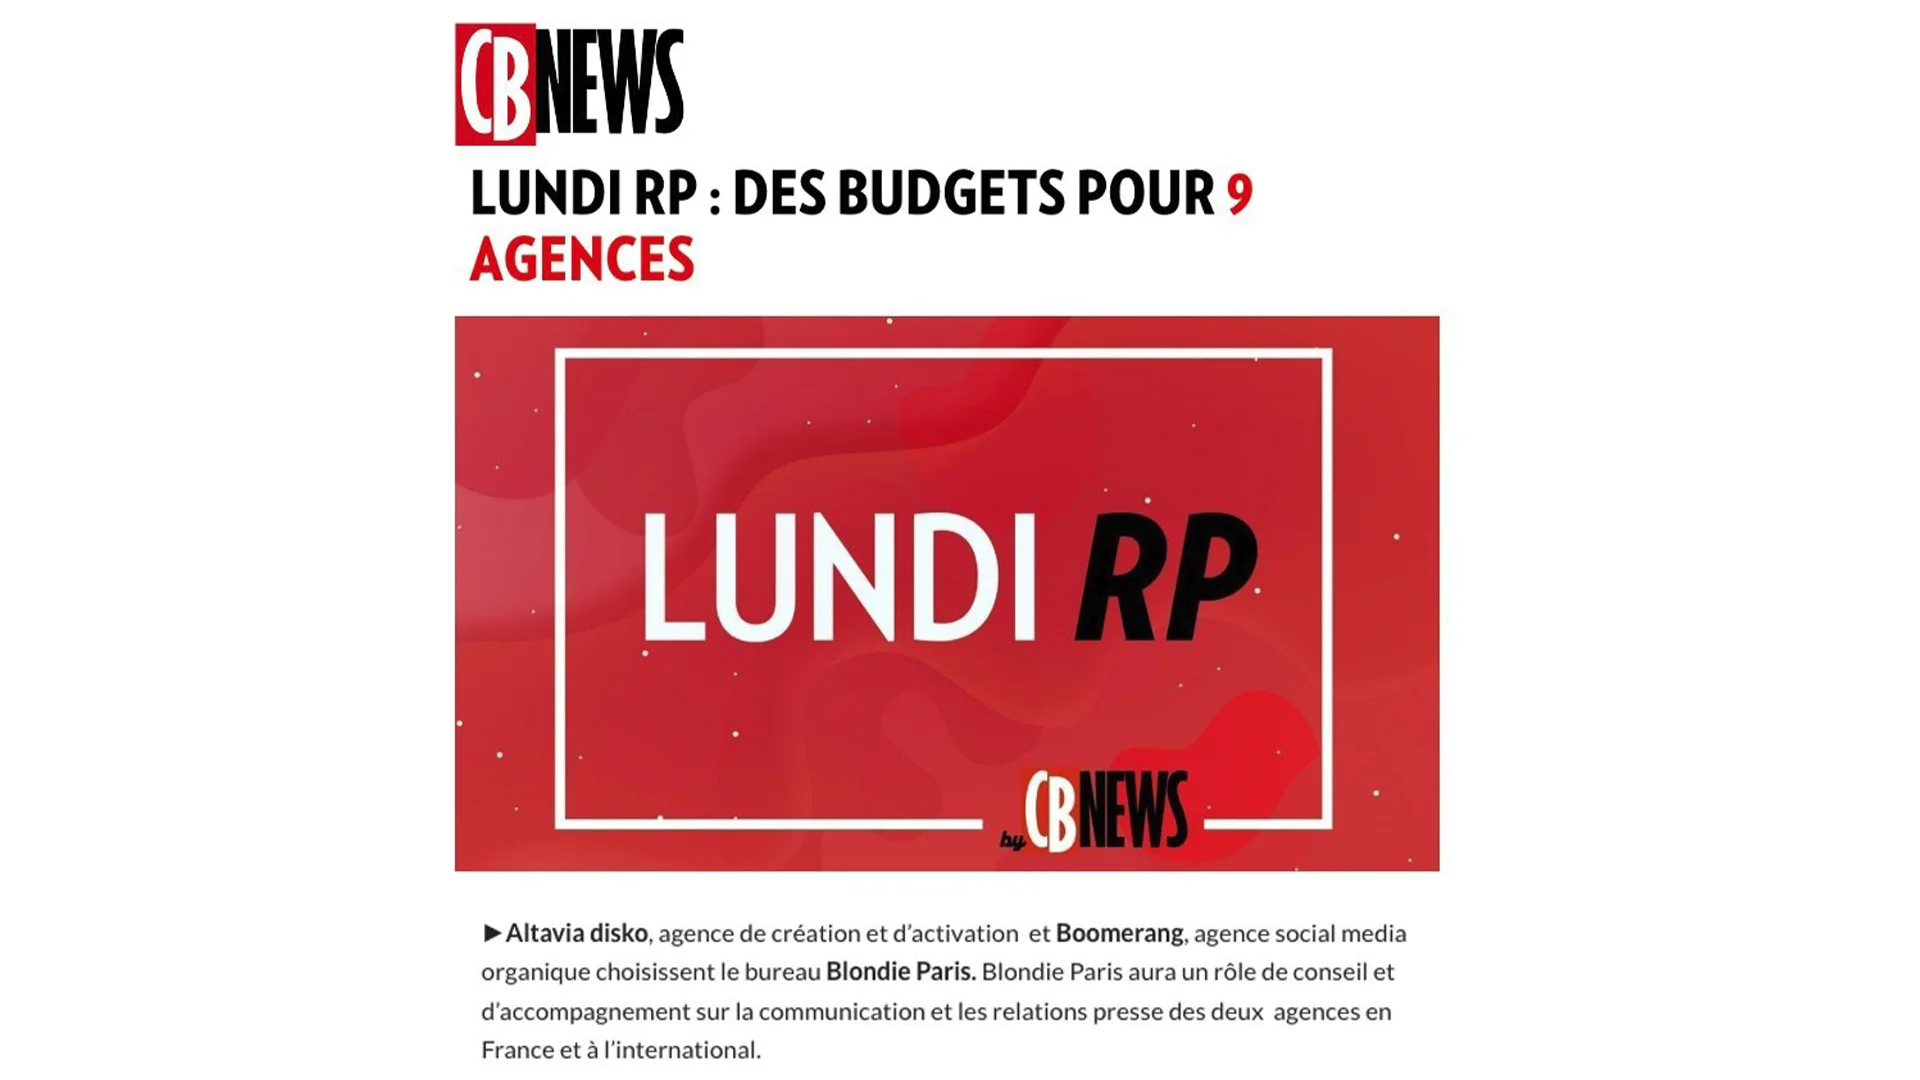 CBNEWS
LUNDI RP : DES BUDGETS POUR 9
AGENCES
LUNDI RP
by CBNEWS
►Altavia disko, agence de création et d’activation  et Boomerang, agence social media
organique choisissent le bureau Blondie Paris. Blondie Paris aura un rôle de conseil et
d’accompagnement sur la communication et les relations presse des deux  agences en
France et à l’international.